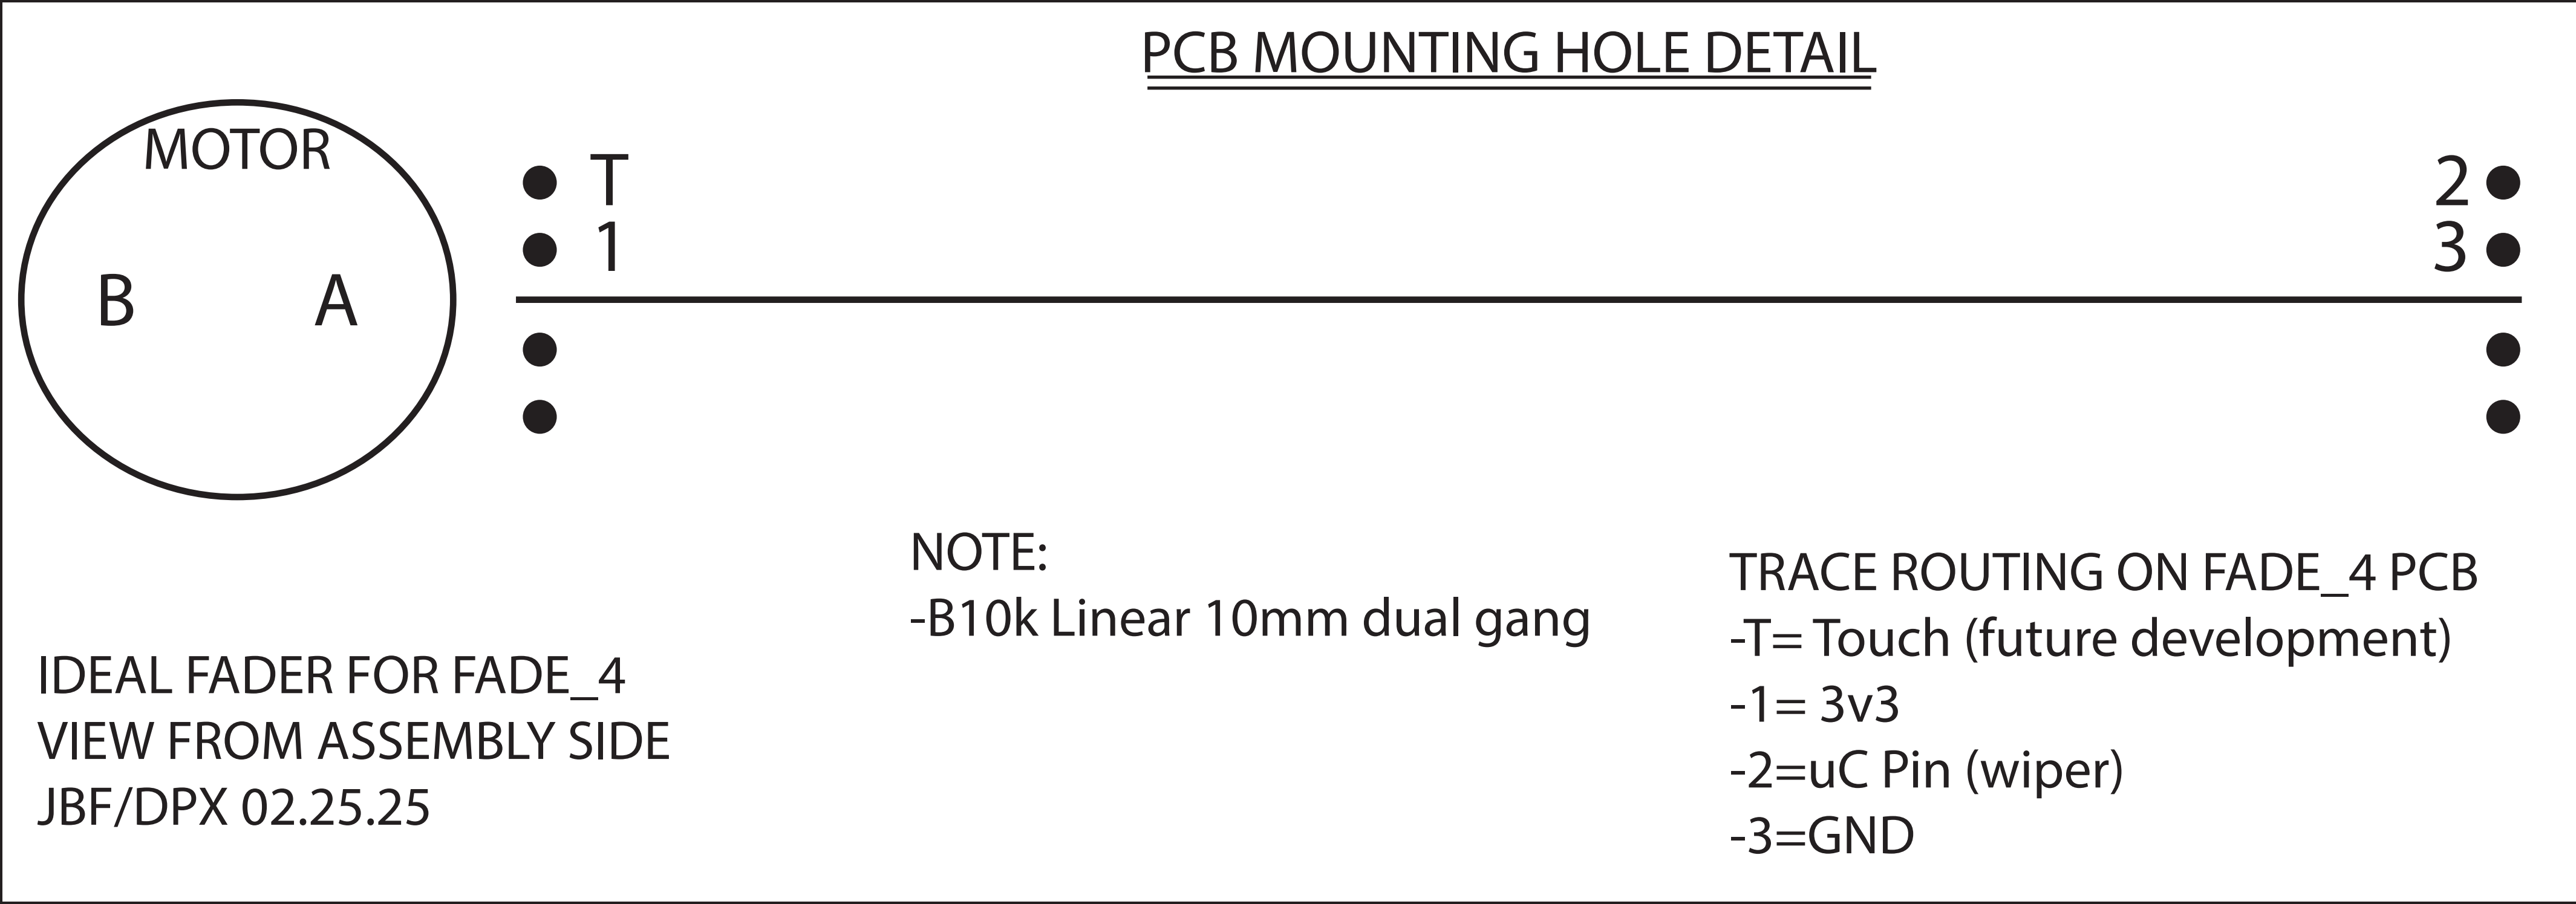 PCB MOUNTING HOLE DETAIL
MOTOR
B A
T
1
2
3
NOTE:
-B10k Linear 10mm dual gang
IDEAL FADER FOR FADE_4
VIEW FROM ASSEMBLY SIDE
JBF/DPX 02.25.25
TRACE ROUTING ON FADE_4 PCB
-T= Touch (future development)
-1= 3v3
-2=uC Pin (wiper)
-3=GND